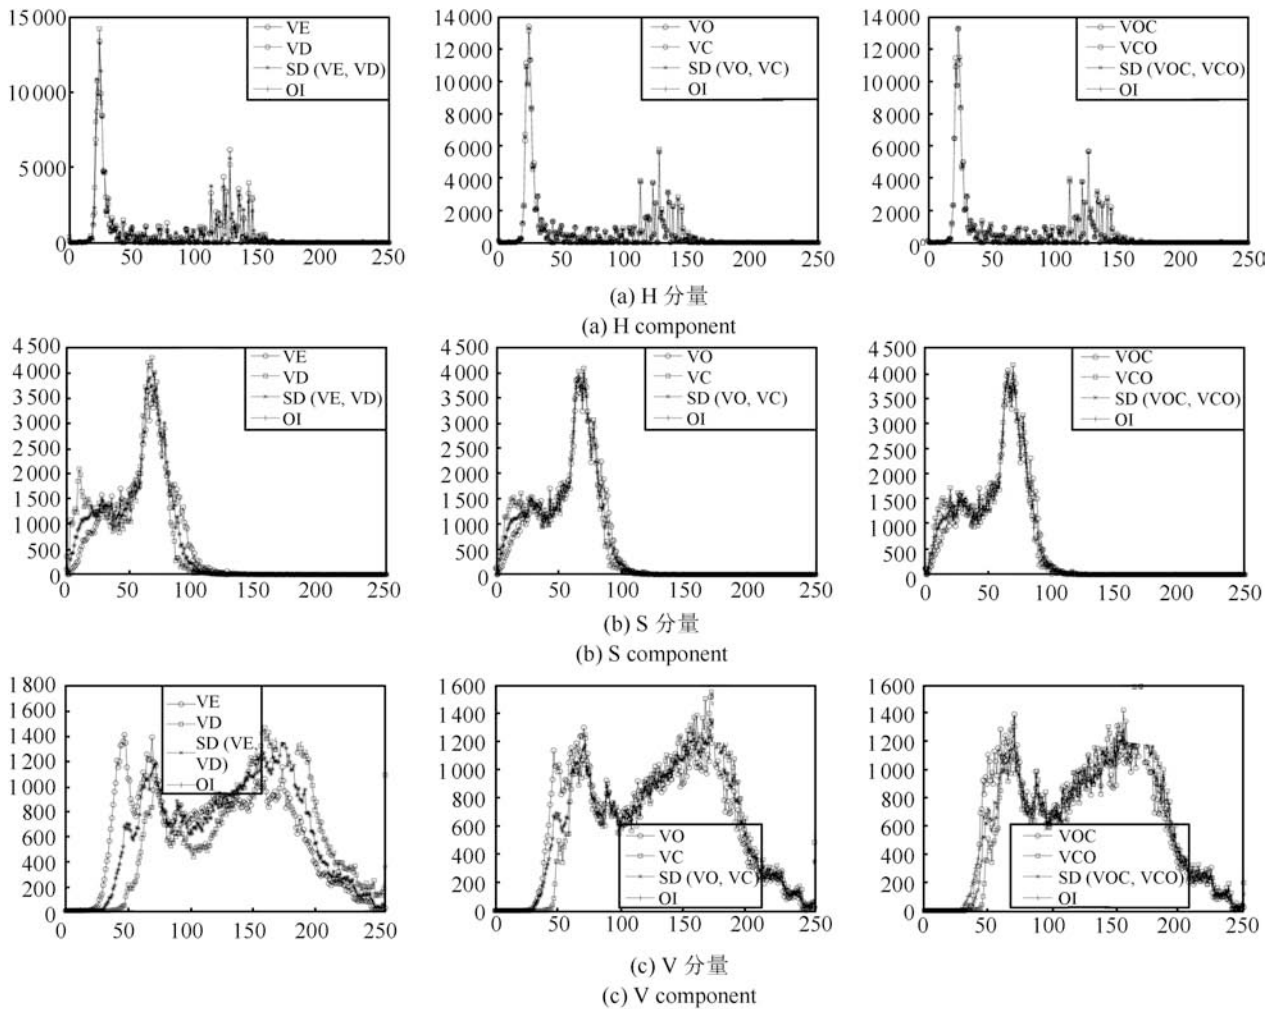 15 000
10 000
5 000
0
0 50 100 150 200 250
VE
VD
SD (VE, VD)
OI
14 000
12 000
10 000
8 000
6 000
4 000
2 000
0
0 50 100 150 200 250
VO
VC
SD (VO, VC)
OI
14 000
12 000
10 000
8 000
6 000
4 000
2 000
0
0 50 100 150 200 250
VOC
VCO
SD (VOC, VCO)
OI
(a) H 分量
(a) H component
4 500
4 000
3 500
3 000
2 500
2 000
1 500
1 000
500
0
0 50 100 150 200 250
VE
VD
SD (VE, VD)
OI
4 500
4 000
3 500
3 000
2 500
2 000
1 500
1 000
500
0
0 50 100 150 200 250
VO
VC
SD (VO, VC)
OI
4 500
4 000
3 500
3 000
2 500
2 000
1 500
1 000
500
0
0 50 100 150 200 250
VOC
VCO
SD (VOC, VCO)
OI
(b) S 分量
(b) S component
1 800
1 600
1 400
1 200
1 000
800
600
400
200
0
0 50 100 150 200 250
VE
VD
SD (VE,
VD)
OI
1 600
1 400
1 200
1 000
800
600
400
200
0
0 50 100 150 200 250
VO
VC
SD (VO, VC)
OI
1 600
1 400
1 200
1 000
800
600
400
200
0
0 50 100 150 200 250
VOC
VCO
SD (VOC, VCO)
OI
(c) V 分量
(c) V component